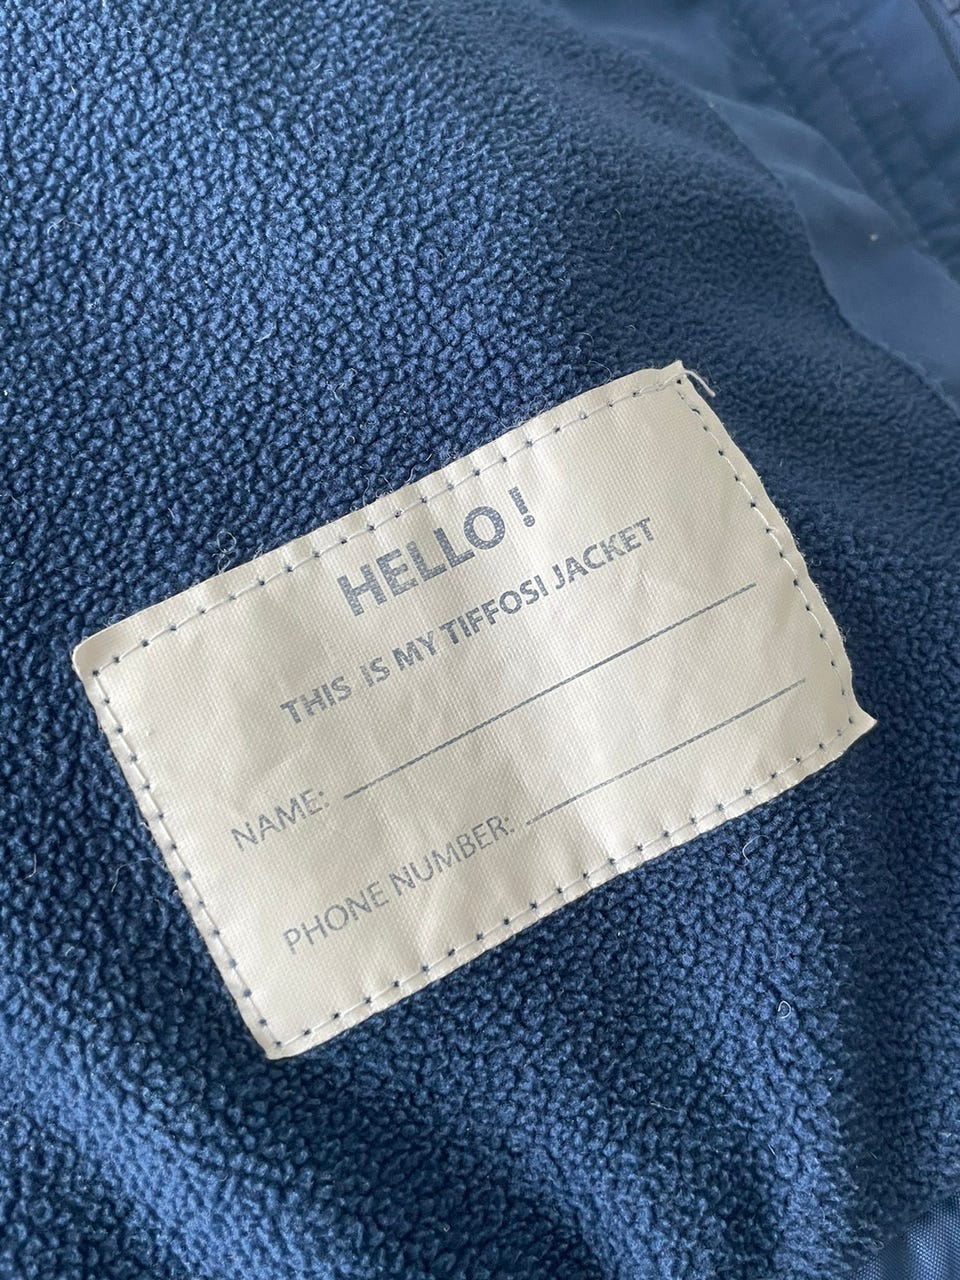 HELLO !
THIS IS MY TIFFOSI JACKET
NAME:
PHONE NUMBER: